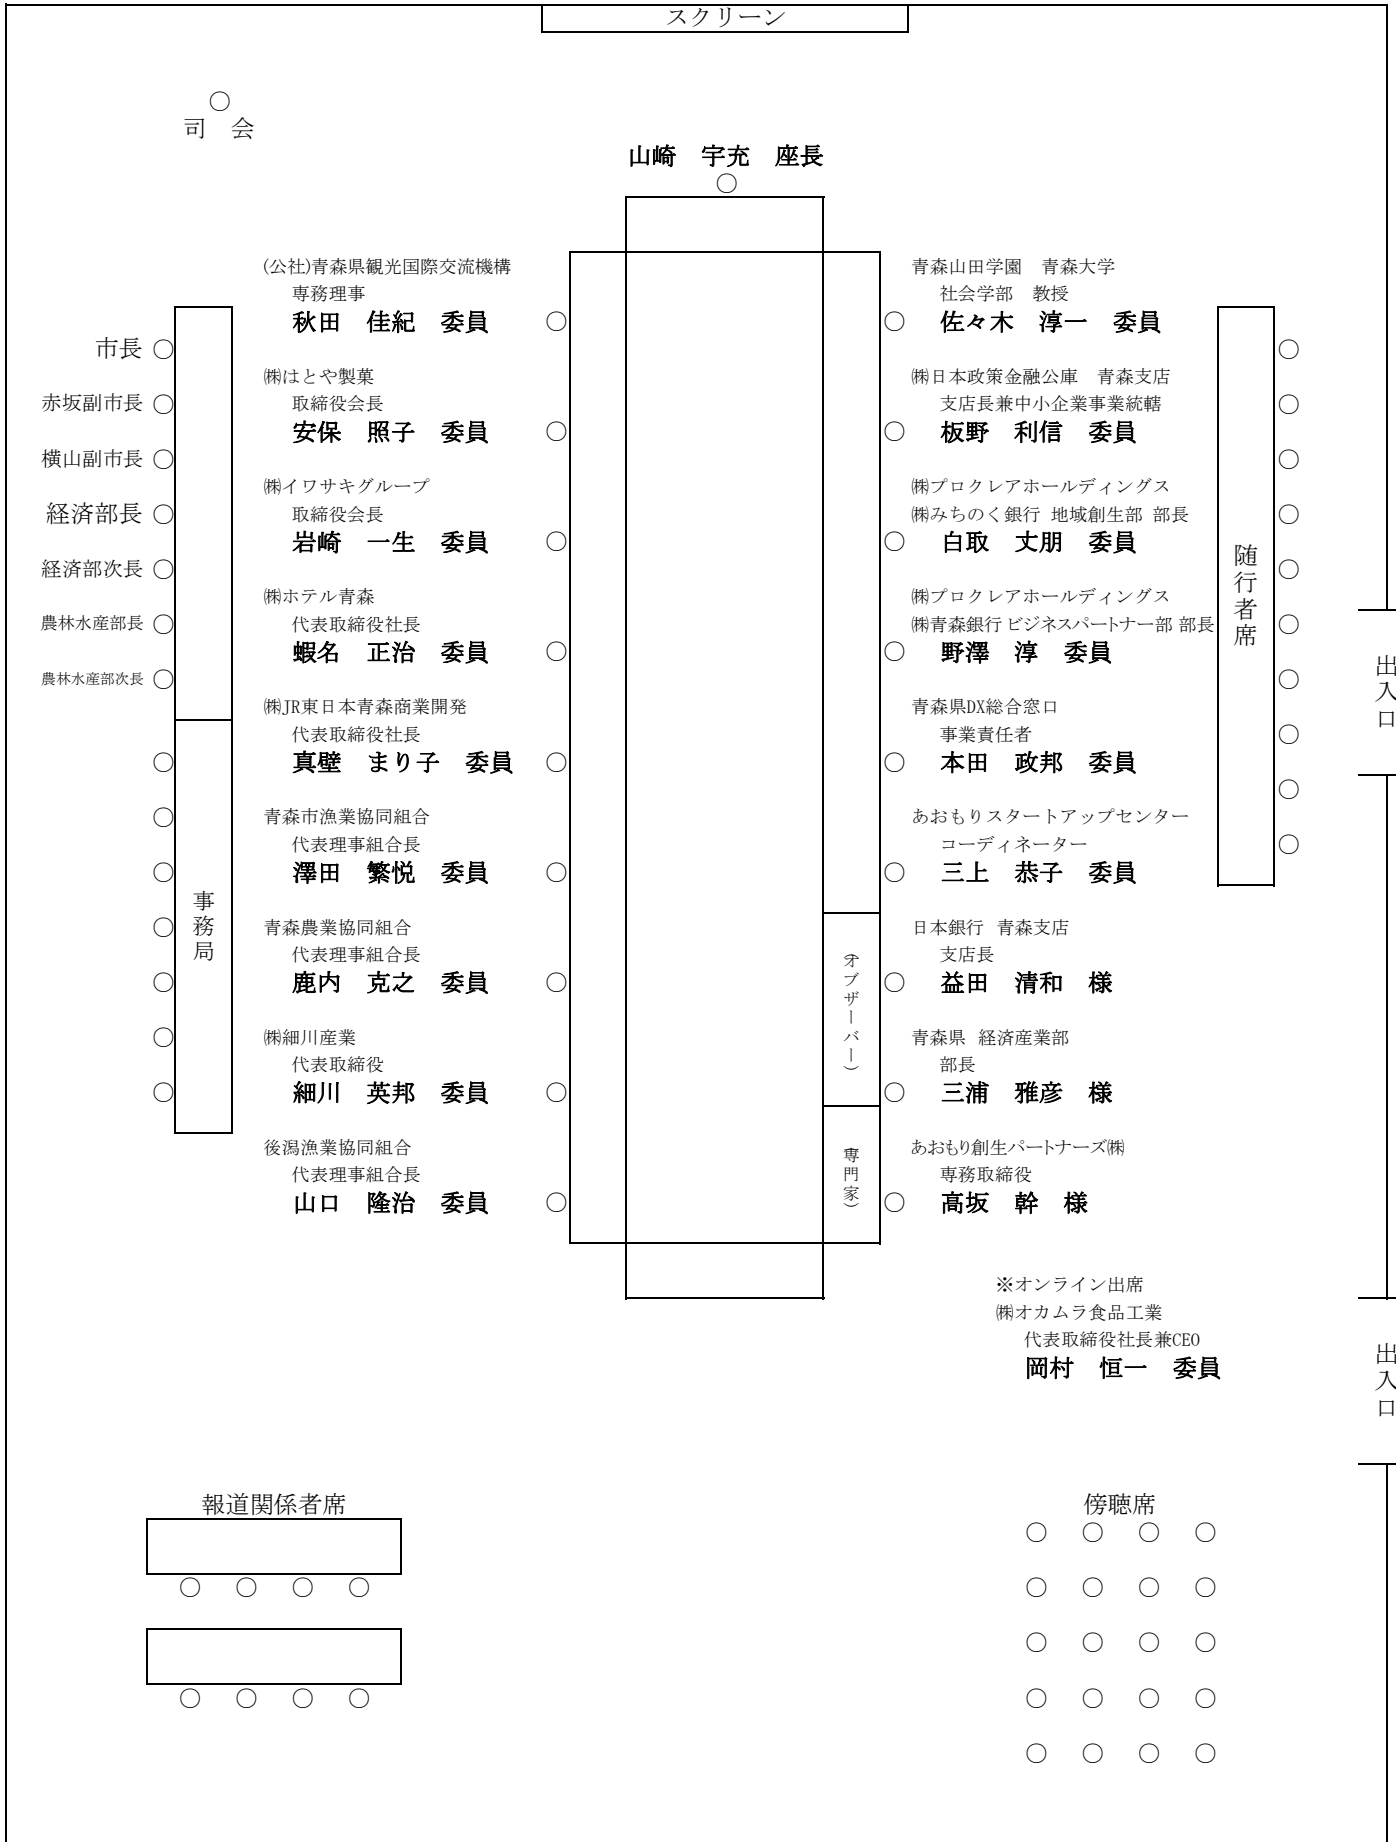 スクリーン
○
司　会
山崎　宇充　座長
○
(公社)青森県観光国際交流機構
専務理事
秋田　佳紀　委員　○
㈱はとや製菓
取締役会長
安保　照子　委員　○
㈱イワサキグループ
取締役会長
岩崎　一生　委員　○
㈱ホテル青森
代表取締役社長
蝦名　正治　委員　○
㈱JR東日本青森商業開発
代表取締役社長
真壁　まり子　委員　○
青森市漁業協同組合
代表理事組合長
澤田　繁悦　委員　○
青森農業協同組合
代表理事組合長
鹿内　克之　委員　○
㈱細川産業
代表取締役
細川　英邦　委員　○
後潟漁業協同組合
代表理事組合長
山口　隆治　委員　○
青森山田学園　青森大学
社会学部　教授
○　佐々木　淳一　委員
㈱日本政策金融公庫　青森支店
支店長兼中小企業事業統轄
○　板野　利信　委員
㈱プロクレアホールディングス
㈱みちのく銀行 地域創生部 部長
○　白取　丈朋　委員
㈱プロクレアホールディングス
㈱青森銀行 ビジネスパートナー部 部長
○　野澤　淳　委員
青森県DX総合窓口
事業責任者
○　本田　政邦　委員
あおもりスタートアップセンター
コーディネーター
○　三上　恭子　委員
日本銀行 青森支店
支店長
○　益田　清和　様
青森県 経済産業部
部長
○　三浦　雅彦　様
あおもり創生パートナーズ㈱
専務取締役
○　高坂　幹　様
(オブザーバー)
(専門家)
市長 ○
赤坂副市長 ○
横山副市長 ○
経済部長 ○
経済部次長 ○
農林水産部長 ○
農林水産部次長 ○
事務局
随行者席
出入口
※オンライン出席
㈱オカムラ食品工業
代表取締役社長兼CEO
岡村　恒一　委員
出入口
報道関係者席
○ ○ ○ ○
○ ○ ○ ○
傍聴席
○ ○ ○ ○
○ ○ ○ ○
○ ○ ○ ○
○ ○ ○ ○
○ ○ ○ ○